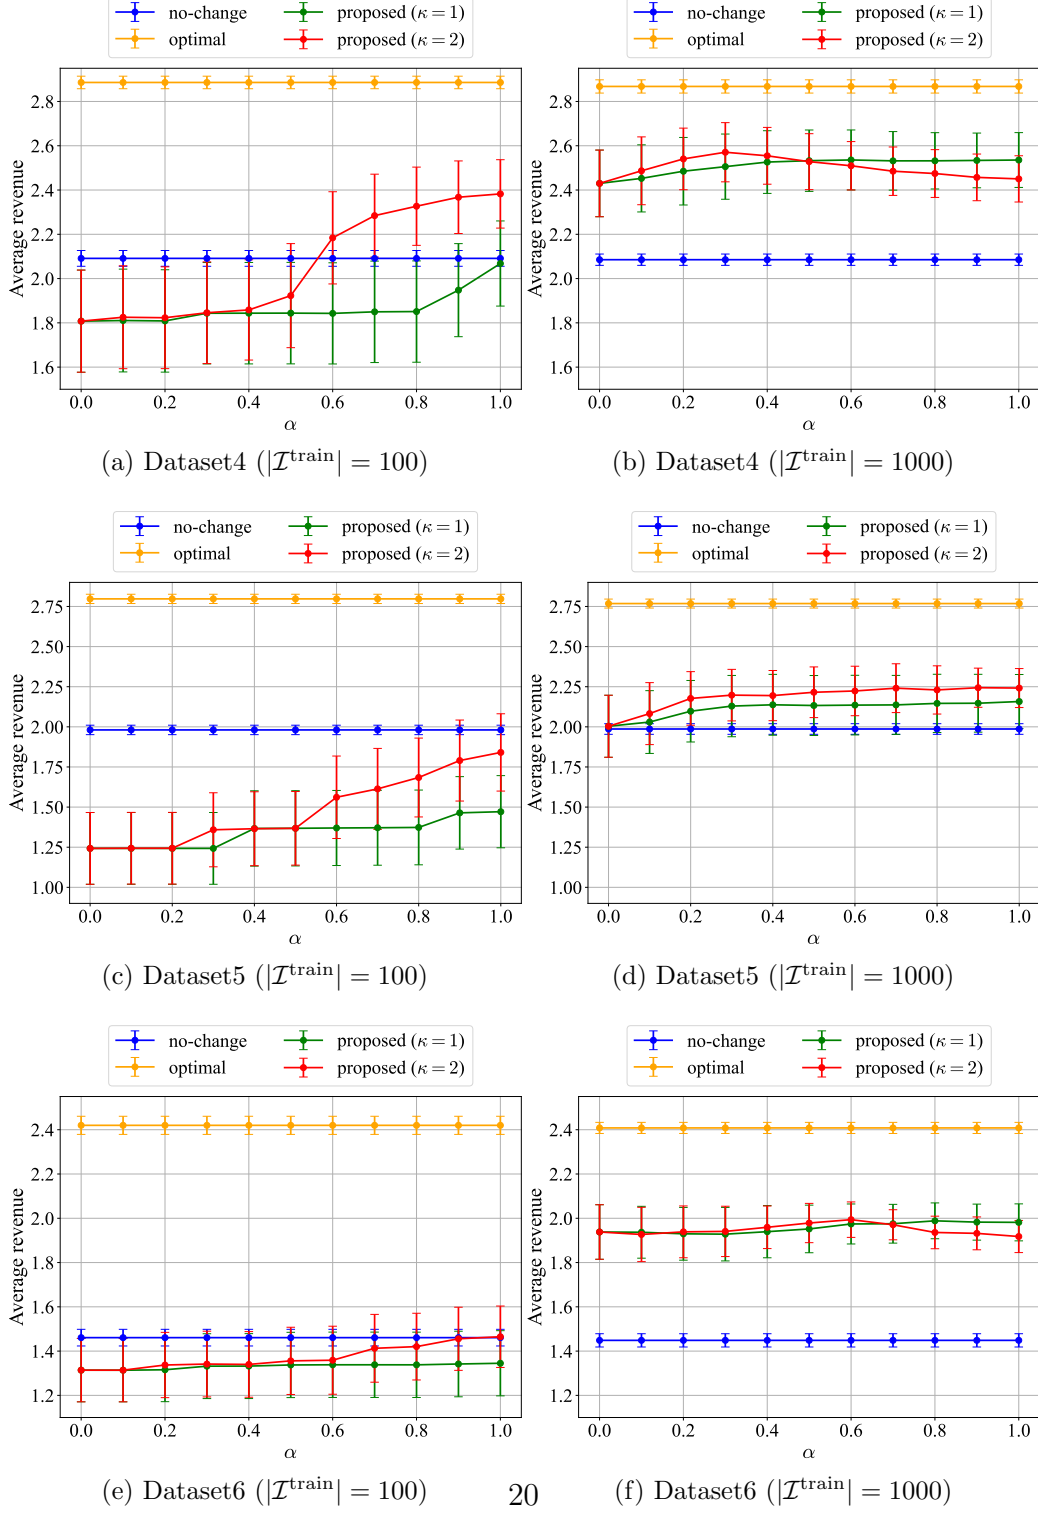 no-change proposed (κ = 1)
optimal proposed (κ = 2)
no-change proposed (κ = 1)
optimal proposed (κ = 2)
Average revenue
2.8
2.6
2.4
2.2
2.0
1.8
1.6
0.0 0.2 0.4 0.6 0.8 1.0
α
Average revenue
2.8
2.6
2.4
2.2
2.0
1.8
1.6
0.0 0.2 0.4 0.6 0.8 1.0
α
(a) Dataset4 (|𝓘^train| = 100)
(b) Dataset4 (|𝓘^train| = 1000)
no-change proposed (κ = 1)
optimal proposed (κ = 2)
no-change proposed (κ = 1)
optimal proposed (κ = 2)
Average revenue
2.75
2.50
2.25
2.00
1.75
1.50
1.25
1.00
0.0 0.2 0.4 0.6 0.8 1.0
α
Average revenue
2.75
2.50
2.25
2.00
1.75
1.50
1.25
1.00
0.0 0.2 0.4 0.6 0.8 1.0
α
(c) Dataset5 (|𝓘^train| = 100)
(d) Dataset5 (|𝓘^train| = 1000)
no-change proposed (κ = 1)
optimal proposed (κ = 2)
no-change proposed (κ = 1)
optimal proposed (κ = 2)
Average revenue
2.4
2.2
2.0
1.8
1.6
1.4
1.2
0.0 0.2 0.4 0.6 0.8 1.0
α
Average revenue
2.4
2.2
2.0
1.8
1.6
1.4
1.2
0.0 0.2 0.4 0.6 0.8 1.0
α
(e) Dataset6 (|𝓘^train| = 100)
20
(f) Dataset6 (|𝓘^train| = 1000)